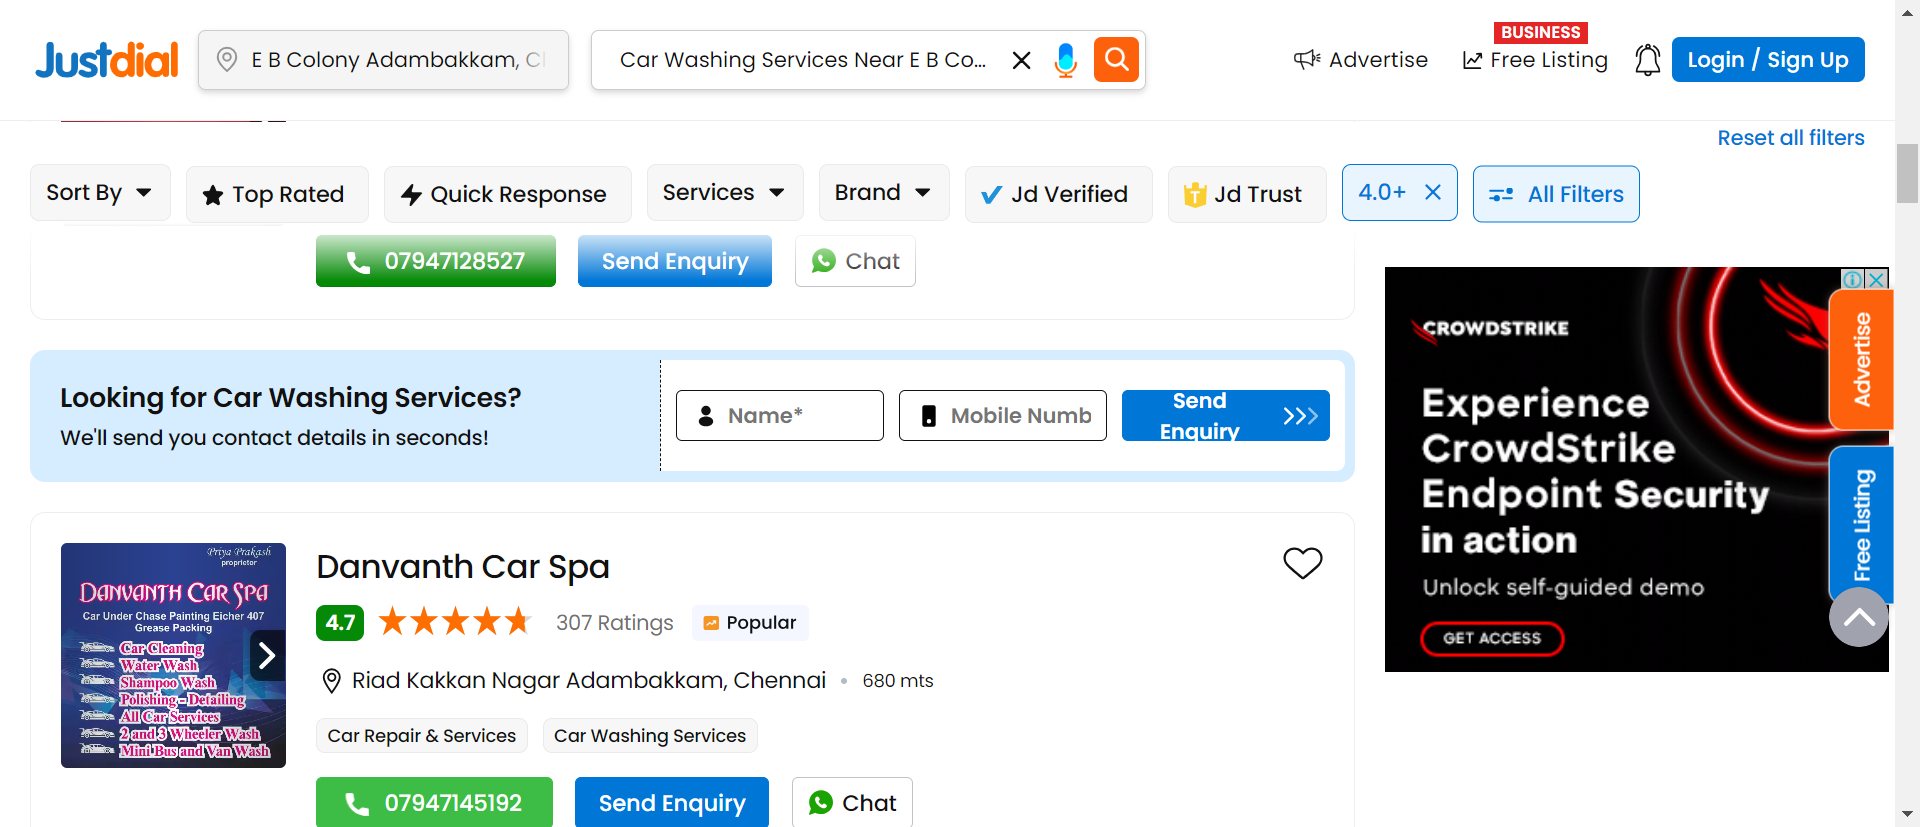 Justdial
E B Colony Adambakkam, C
Car Washing Services Near E B Co...
Advertise
BUSINESS
Free Listing
Login / Sign Up
Reset all filters
Sort By
Top Rated
Quick Response
Services
Brand
Jd Verified
Jd Trust
4.0+
All Filters
07947128527
Send Enquiry
Chat
Looking for Car Washing Services?
We'll send you contact details in seconds!
Name*
Mobile Numb
Send
Enquiry
CROWDSTRIKE
Experience
CrowdStrike
Endpoint Security
in action
Unlock self-guided demo
GET ACCESS
Advertise
Free Listing
Priya Prakash
proprietor
DANVANTH CAR SPA
Car Under Chase Painting Eicher 407
Grease Packing
Car Cleaning
Water Wash
Shampoo Wash
Polishing - Detailing
All Car Services
2 and 3 Wheeler Wash
Mini Bus and Van Wash
Danvanth Car Spa
4.7
307 Ratings
Popular
Riad Kakkan Nagar Adambakkam, Chennai • 680 mts
Car Repair & Services
Car Washing Services
07947145192
Send Enquiry
Chat